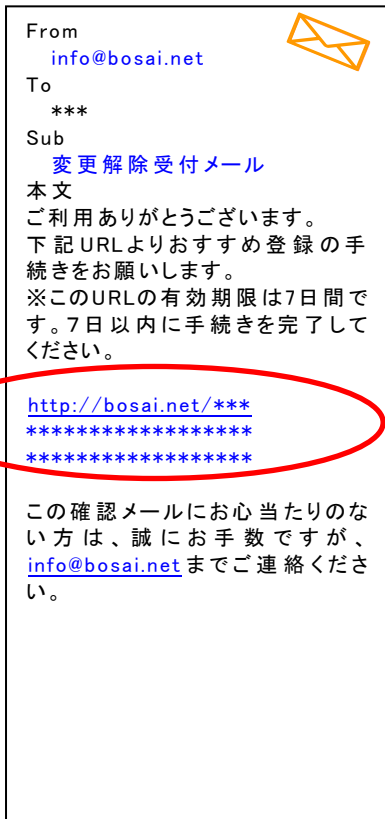 From
info@bosai.net
To
***
Sub
変更解除受付メール
本文
ご利用ありがとうございます。
下記URLよりおすすめ登録の手
続きをお願いします。
※このURLの有効期限は7日間で
す。7日以内に手続きを完了して
ください。
http://bosai.net/***
******************
******************
この確認メールにお心当たりのな
い方は、誠にお手数ですが、
info@bosai.netまでご連絡くださ
い。